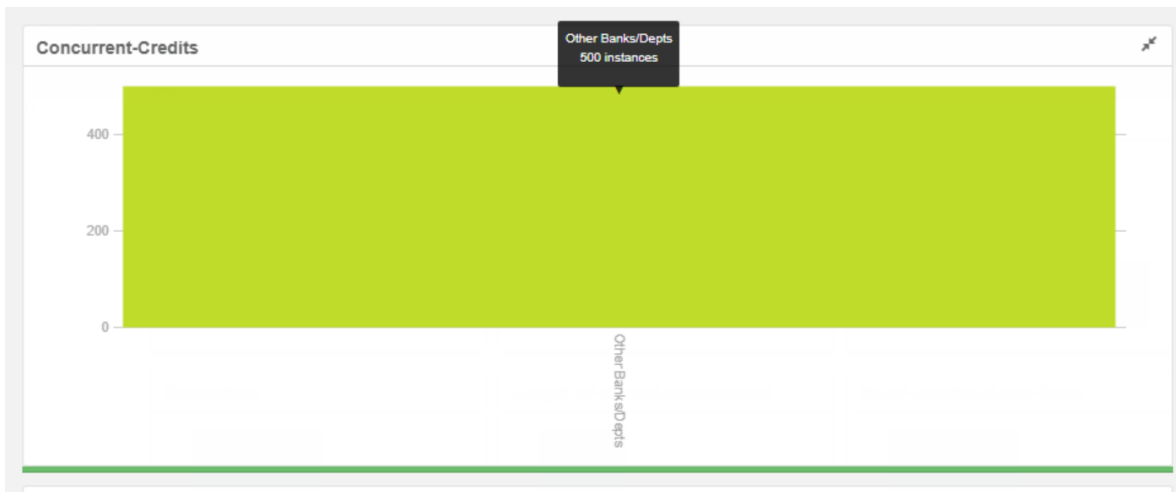 Concurrent-Credits
Other Banks/Depts
500 instances
400
200
0
Other Banks/Depts